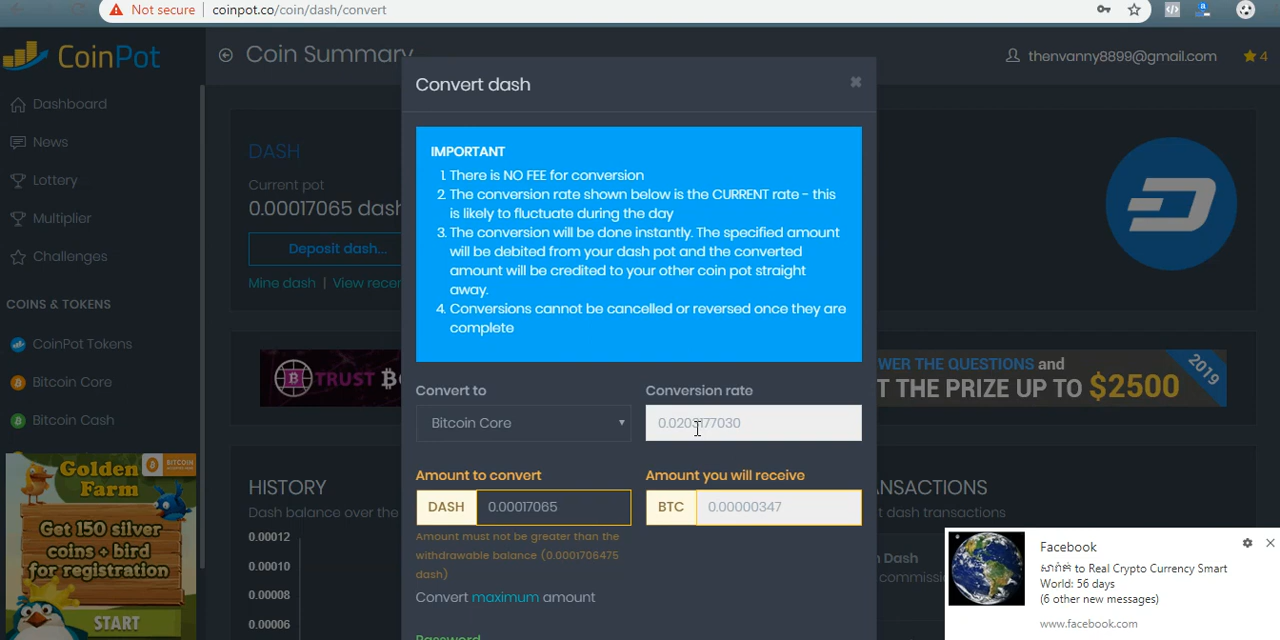 Not secure coinpot.co/coin/dash/convert
CoinPot
Coin Summary
thenvanny8899@gmail.com
4
Dashboard
News
Lottery
Multiplier
Challenges
COINS & TOKENS
CoinPot Tokens
Bitcoin Core
Bitcoin Cash
Golden
Farm
BITCOIN
Get 150 silver
coins + bird
for registration
START
DASH
Current pot
0.00017065 dash
Deposit dash...
Mine dash | View recen
TRUST B
HISTORY
Dash balance over the
0.00012
0.00010
0.00008
0.00006
Convert dash
IMPORTANT
1. There is NO FEE for conversion
2. The conversion rate shown below is the CURRENT rate - this
is likely to fluctuate during the day
3. The conversion will be done instantly. The specified amount
will be debited from your dash pot and the converted
amount will be credited to your other coin pot straight
away.
4. Conversions cannot be cancelled or reversed once they are
complete
Convert to
Bitcoin Core
Conversion rate
Amount to convert
DASH 0.00017065
Amount must not be greater than the
withdrawable balance (0.0001706475
dash)
Convert maximum amount
Amount you will receive
BTC 0.00000347
Password
WER THE QUESTIONS and
T THE PRIZE UP TO $2500
2019
ANSACTIONS
t dash transactions
n Dash
commissio
Facebook
to Real Crypto Currency Smart
World: 56 days
(6 other new messages)
www.facebook.com